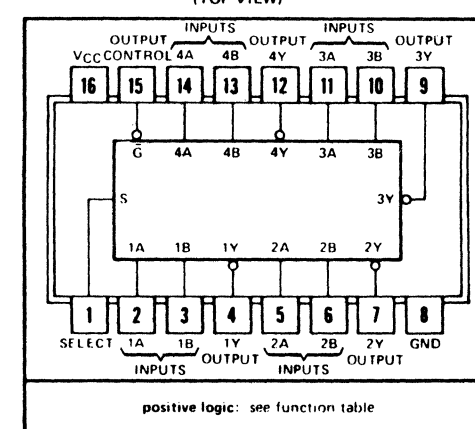 (TOP VIEW)
INPUTS INPUTS
OUTPUT OUTPUT OUTPUT
VCC CONTROL 4A 4B 4Y 3A 3B 3Y
16 15 14 13 12 11 10 9
G 4A 4B 4Y 3A 3B
S 3Y
1A 1B 1Y 2A 2B 2Y
1 2 3 4 5 6 7 8
SELECT 1A 1B 1Y 2A 2B 2Y GND
OUTPUT OUTPUT
INPUTS INPUTS
positive logic: see function table